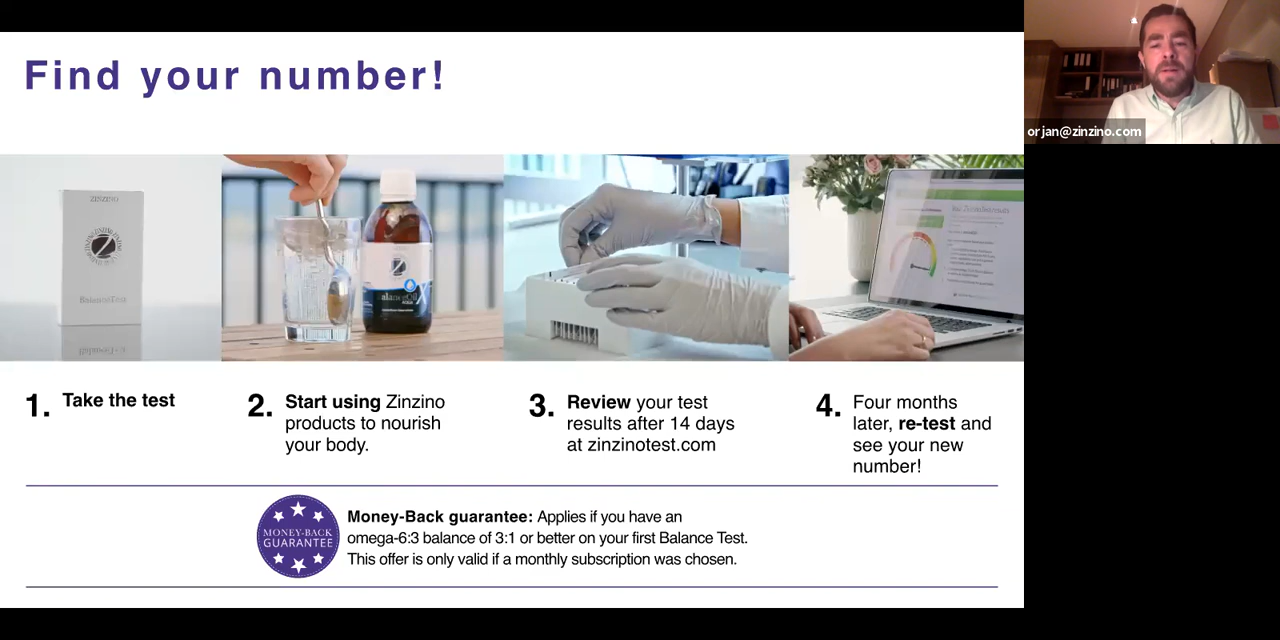 Find your number!
orjan@zinzino.com
ZINZINO
BalanceTest
1. Take the test
2. Start using Zinzino
products to nourish
your body.
3. Review your test
results after 14 days
at zinzinotest.com
4. Four months
later, re-test and
see your new
number!
MONEY-BACK
GUARANTEE
Money-Back guarantee: Applies if you have an
omega-6:3 balance of 3:1 or better on your first Balance Test.
This offer is only valid if a monthly subscription was chosen.